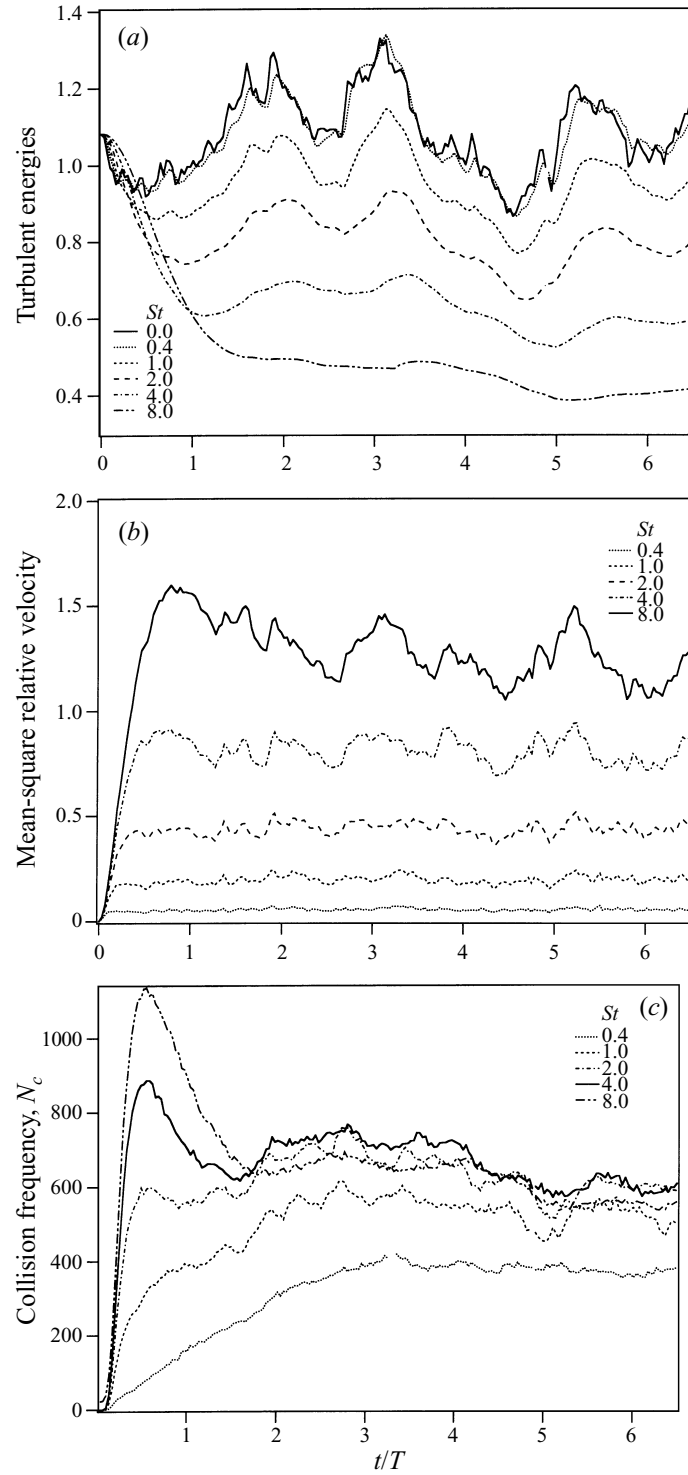 (a)
1.4
1.2
1.0
0.8
0.6
0.4
Turbulent energies
St
0.0
0.4
1.0
2.0
4.0
8.0
0 1 2 3 4 5 6
(b)
2.0
1.5
1.0
0.5
0
Mean-square relative velocity
St
0.4
1.0
2.0
4.0
8.0
0 1 2 3 4 5 6
(c)
1000
800
600
400
200
0
Collision frequency, N_c
St
0.4
1.0
2.0
4.0
8.0
1 2 3 4 5 6
t/T